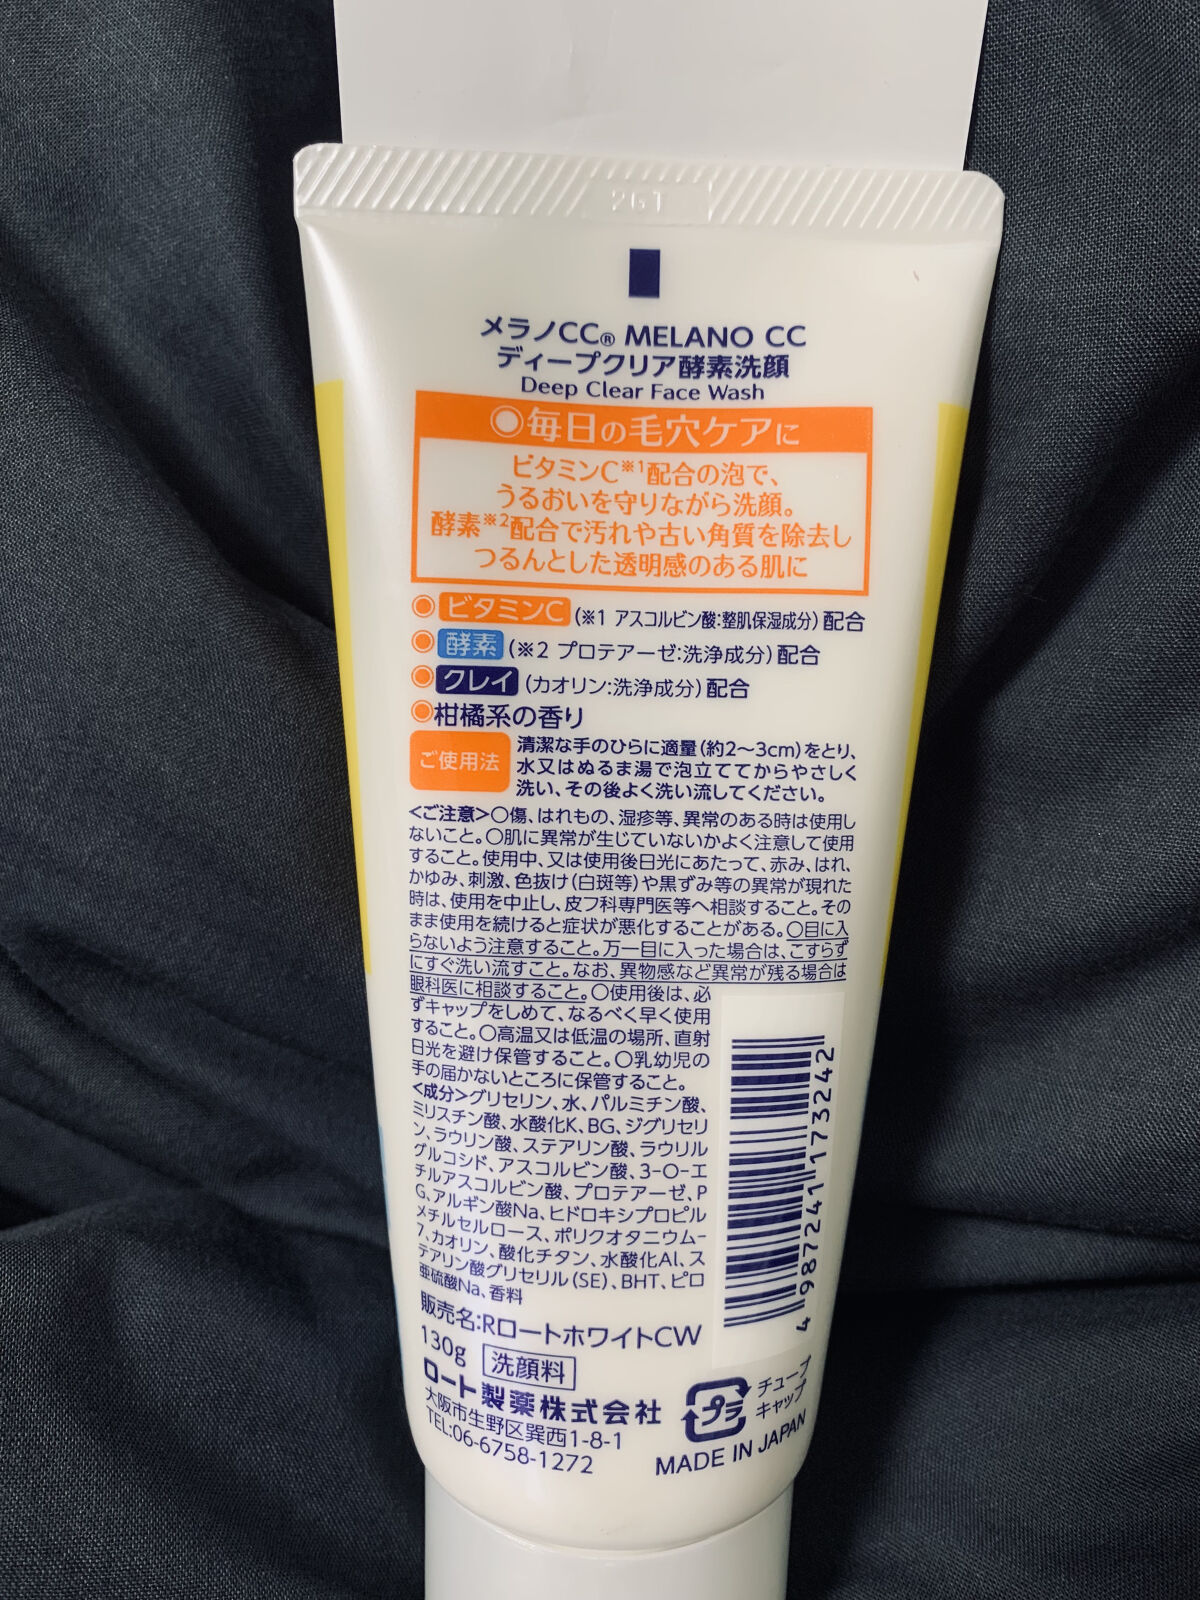 2GT
メラノCC® MELANO CC
ディープクリア酵素洗顔
Deep Clear Face Wash
◉毎日の毛穴ケアに
ビタミンC※1配合の泡で、
うるおいを守りながら洗顔。
酵素※2配合で汚れや古い角質を除去し
つるんとした透明感のある肌に
◉ビタミンC(※1 アスコルビン酸:整肌保湿成分)配合
◉酵素(※2 プロテアーゼ:洗浄成分)配合
◉クレイ(カオリン:洗浄成分)配合
◉柑橘系の香り
ご使用法
清潔な手のひらに適量(約2〜3cm)をとり、
水又はぬるま湯で泡立ててからやさしく
洗い、その後よく洗い流してください。
<ご注意>○傷、はれもの、湿疹等、異常のある時は使用し
ないこと。○肌に異常が生じていないかよく注意して使用
すること。使用中、又は使用後日光にあたって、赤み、はれ、
かゆみ、刺激、色抜け(白斑等)や黒ずみ等の異常が現れた
時は、使用を中止し、皮フ科専門医等へ相談すること。その
まま使用を続けると症状が悪化することがある。○目に入
らないよう注意すること。万一目に入った場合は、こすらず
にすぐ洗い流すこと。なお、異物感など異常が残る場合は
眼科医に相談すること。○使用後は、必
ずキャップをしめて、なるべく早く使用
すること。○高温又は低温の場所、直射
日光を避け保管すること。○乳幼児の
手の届かないところに保管すること。
<成分>グリセリン、水、パルミチン酸、
ミリスチン酸、水酸化K、BG、ジグリセリ
ン、ラウリン酸、ステアリン酸、ラウリル
グルコシド、アスコルビン酸、3-O-エ
チルアスコルビン酸、プロテアーゼ、P
G、アルギン酸Na、ヒドロキシプロピル
メチルセルロース、ポリクオタニウム-
7、カオリン、酸化チタン、水酸化Al、ス
テアリン酸グリセリル(SE)、BHT、ピロ
亜硫酸Na、香料
販売名:RロートホワイトCW
130g 洗顔料
ロート製薬株式会社
大阪市生野区巽西1-8-1
TEL:06-6758-1272
4 987241 173242
プラ
チューブ
キャップ
MADE IN JAPAN